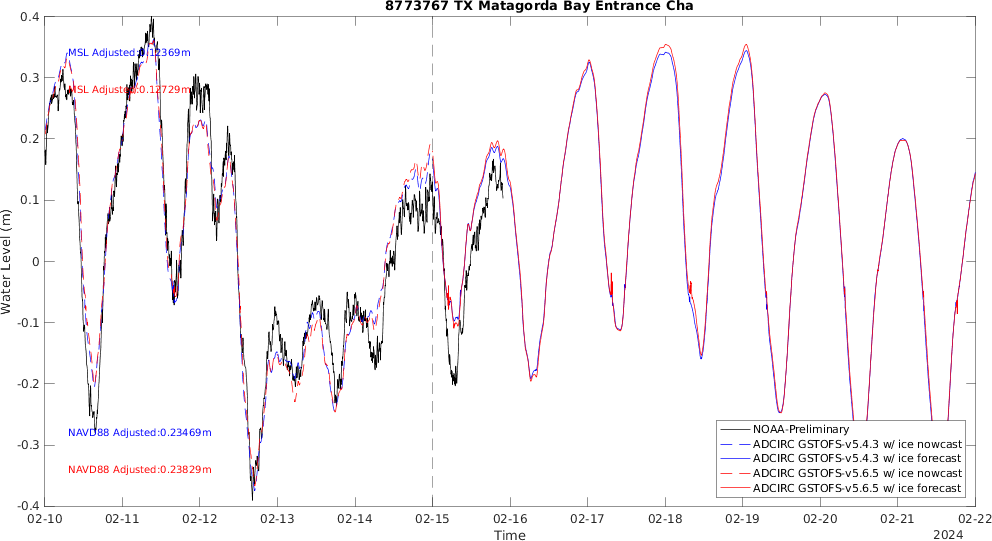 8773767 TX Matagorda Bay Entrance Cha
0.4
0.3
0.2
0.1
0
-0.1
-0.2
-0.3
-0.4
Water Level (m)
MSL Adjusted:0.12369m
MSL Adjusted:0.12729m
NAVD88 Adjusted:0.23469m
NAVD88 Adjusted:0.23829m
NOAA-Preliminary
ADCIRC GSTOFS-v5.4.3 w/ ice nowcast
ADCIRC GSTOFS-v5.4.3 w/ ice forecast
ADCIRC GSTOFS-v5.6.5 w/ ice nowcast
ADCIRC GSTOFS-v5.6.5 w/ ice forecast
02-10 02-11 02-12 02-13 02-14 02-15 02-16 02-17 02-18 02-19 02-20 02-21 02-22
Time
2024